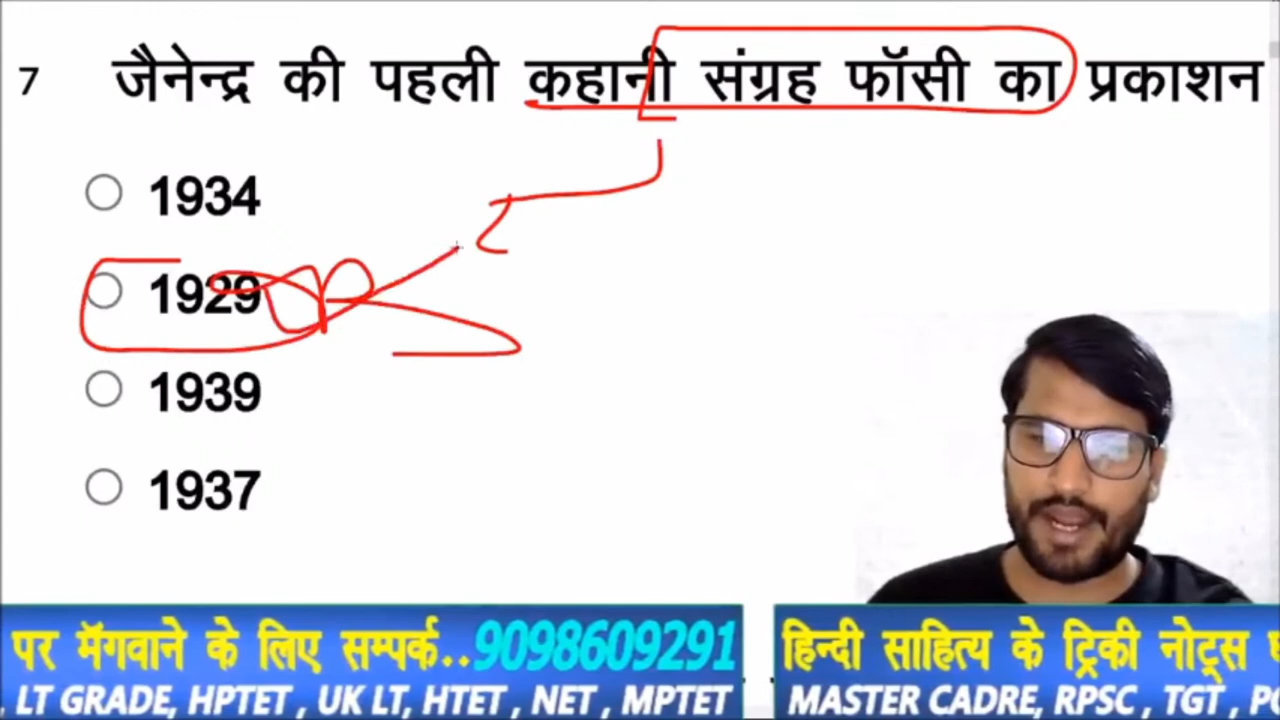 7 जैनेन्द्र की पहली कहानी संग्रह फॉसी का प्रकाशन
1934
1929
1939
1937
पर मॅगवाने के लिए सम्पर्क..9098609291
हिन्दी साहित्य के ट्रिकी नोट्स
LT GRADE, HPTET , UK LT, HTET , NET , MPTET
MASTER CADRE, RPSC , TGT ,